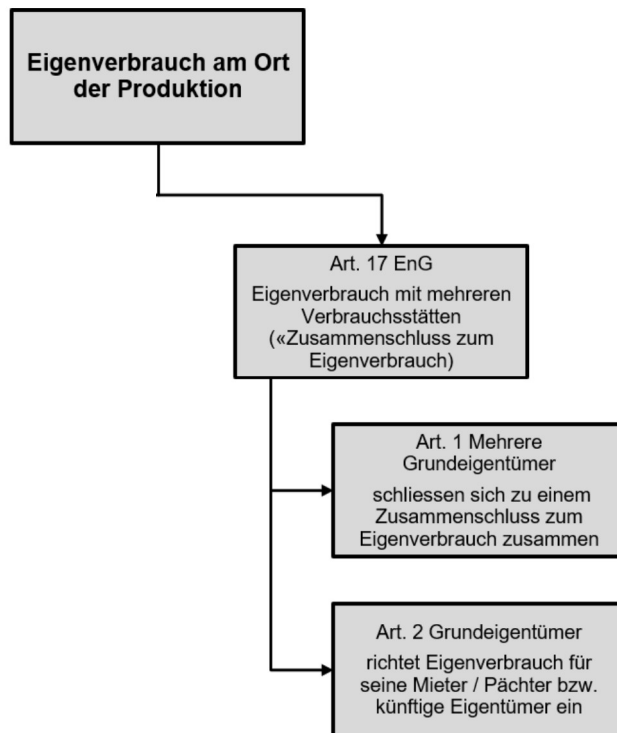 Eigenverbrauch am Ort
der Produktion
Art. 17 EnG
Eigenverbrauch mit mehreren
Verbrauchsstätten
(«Zusammenschluss zum
Eigenverbrauch)
Art. 1 Mehrere
Grundeigentümer
schliessen sich zu einem
Zusammenschluss zum
Eigenverbrauch zusammen
Art. 2 Grundeigentümer
richtet Eigenverbrauch für
seine Mieter / Pächter bzw.
künftige Eigentümer ein